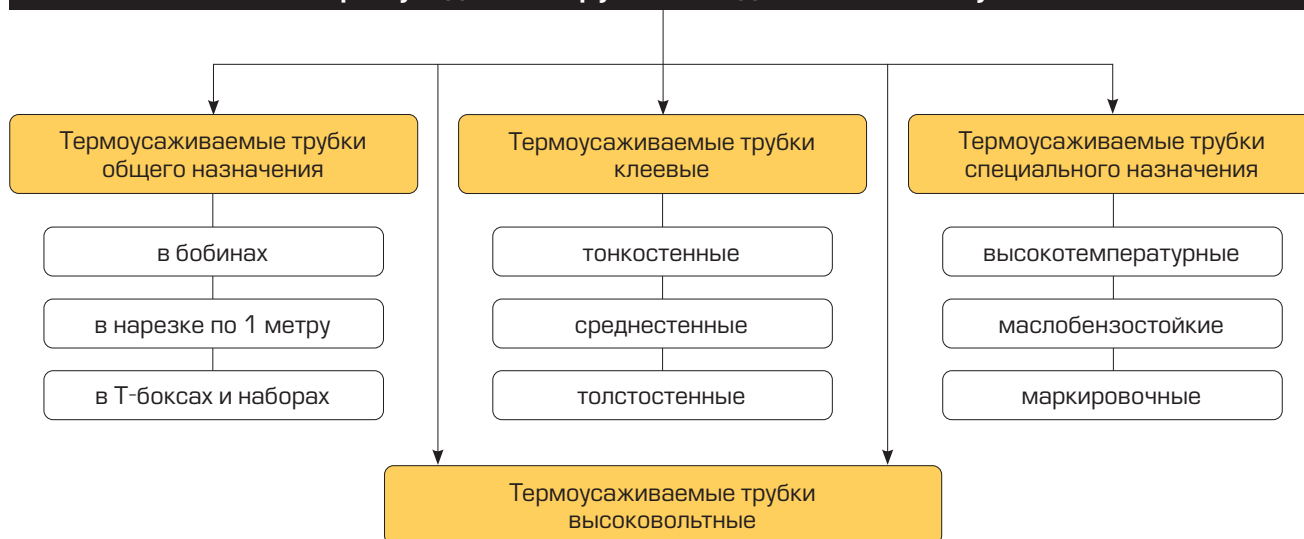 Термоусаживаемые трубки
общего назначения
в бобинах
в нарезке по 1 метру
в Т-боксах и наборах
Термоусаживаемые трубки
клеевые
тонкостенные
среднестенные
толстостенные
Термоусаживаемые трубки
специального назначения
высокотемпературные
маслобензостойкие
маркировочные
Термоусаживаемые трубки
высоковольтные